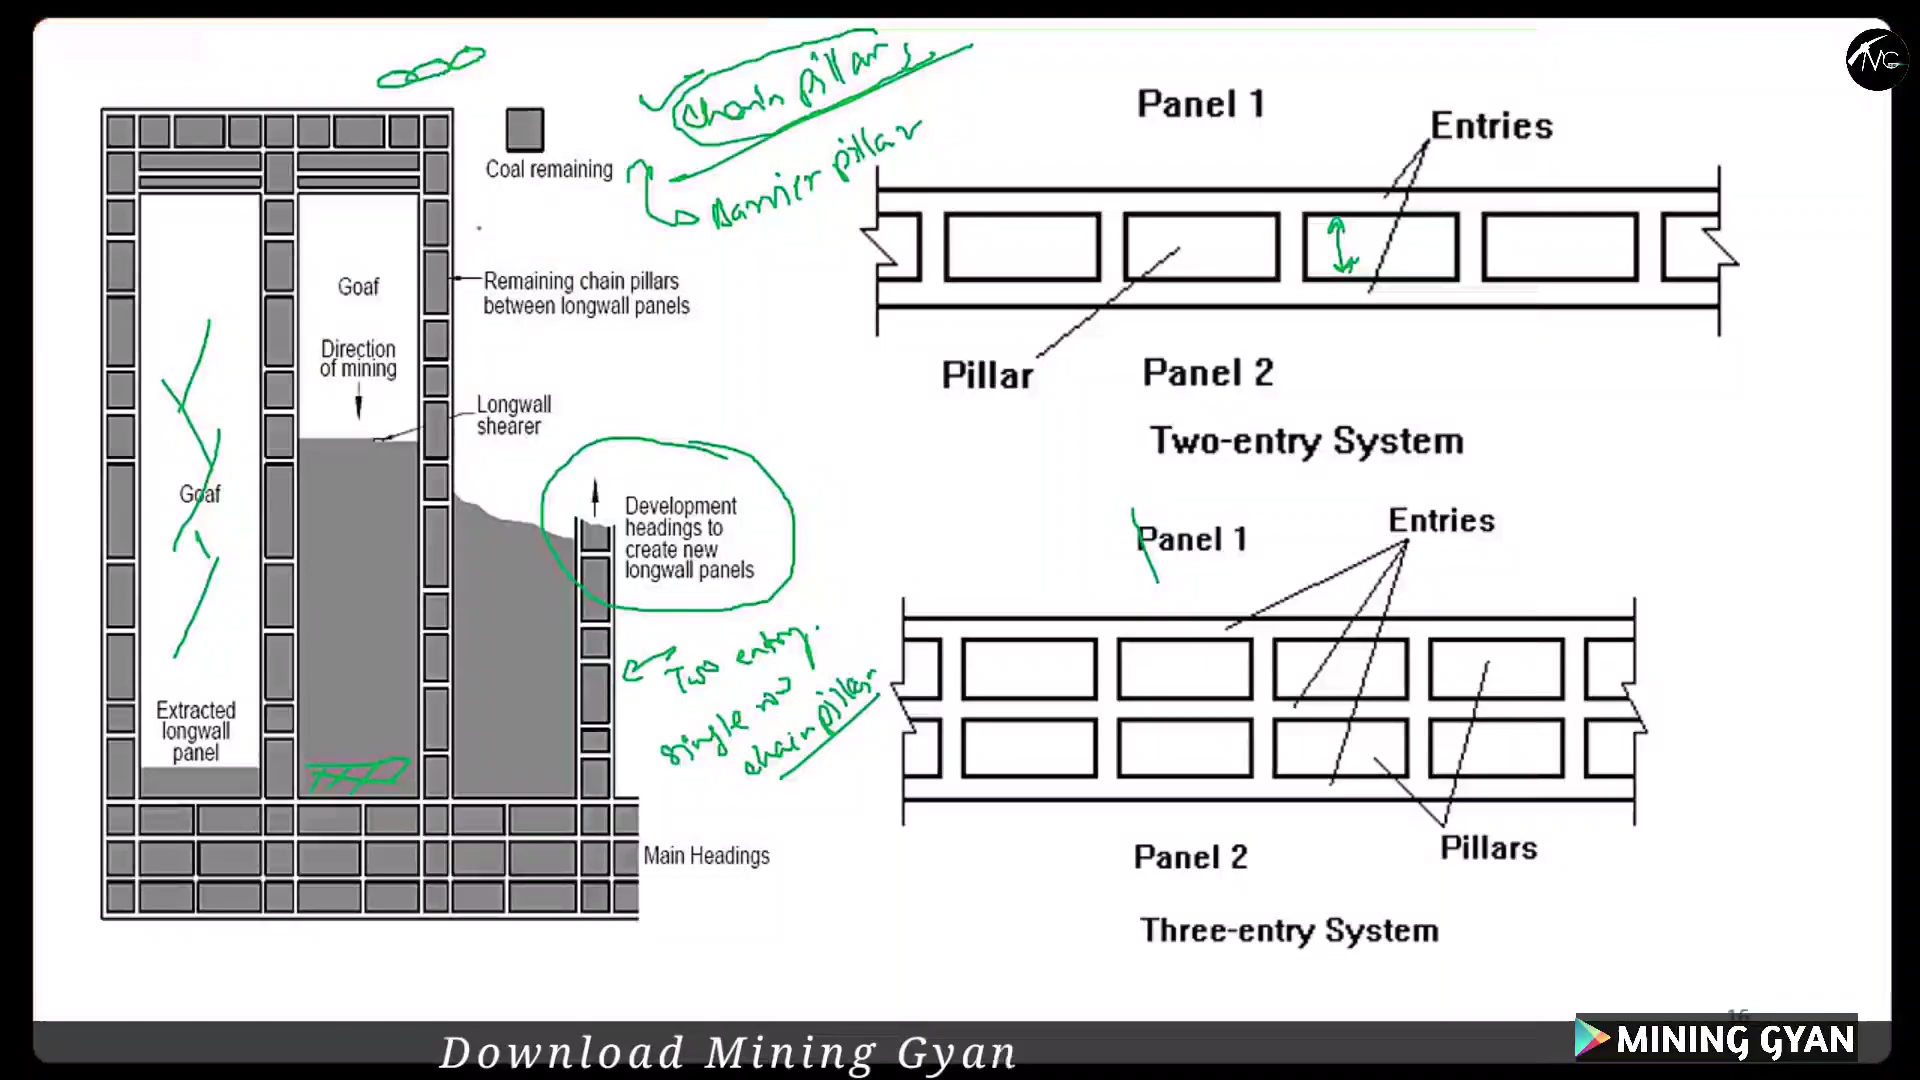 Chain pillars
Barrier pillar
Coal remaining
Remaining chain pillars
between longwall panels
Goaf
Direction
of mining
Longwall
shearer
Goaf
Development
headings to
create new
longwall panels
Two entry.
single row
chain pillar
Extracted
longwall
panel
Main Headings
Panel 1
Entries
Pillar
Panel 2
Two-entry System
Panel 1
Entries
Panel 2
Pillars
Three-entry System
16
Download Mining Gyan
MINING GYAN